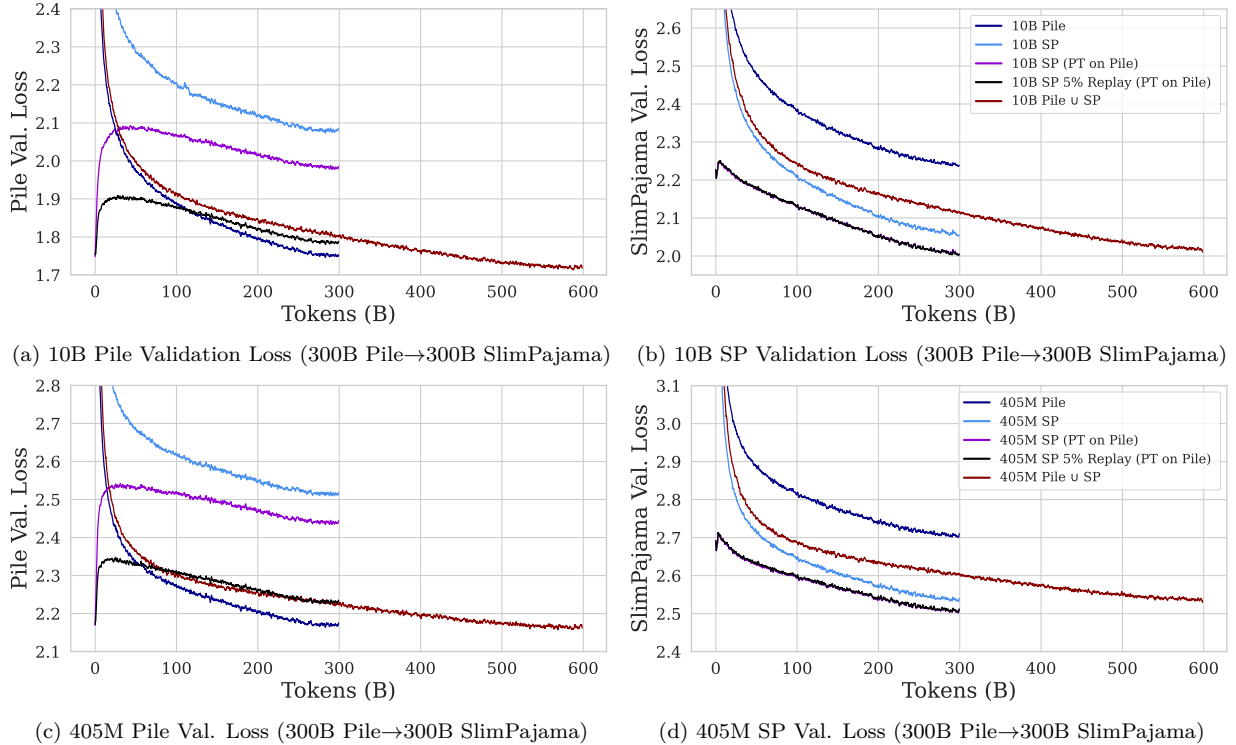 2.4
2.3
2.2
2.1
2.0
1.9
1.8
1.7
Pile Val. Loss
0 100 200 300 400 500 600
Tokens (B)
(a) 10B Pile Validation Loss (300B Pile→300B SlimPajama)
2.6
2.5
2.4
2.3
2.2
2.1
2.0
SlimPajama Val. Loss
10B Pile
10B SP
10B SP (PT on Pile)
10B SP 5% Replay (PT on Pile)
10B Pile ∪ SP
0 100 200 300 400 500 600
Tokens (B)
(b) 10B SP Validation Loss (300B Pile→300B SlimPajama)
2.8
2.7
2.6
2.5
2.4
2.3
2.2
2.1
Pile Val. Loss
0 100 200 300 400 500 600
Tokens (B)
(c) 405M Pile Val. Loss (300B Pile→300B SlimPajama)
3.1
3.0
2.9
2.8
2.7
2.6
2.5
2.4
SlimPajama Val. Loss
405M Pile
405M SP
405M SP (PT on Pile)
405M SP 5% Replay (PT on Pile)
405M Pile ∪ SP
0 100 200 300 400 500 600
Tokens (B)
(d) 405M SP Val. Loss (300B Pile→300B SlimPajama)